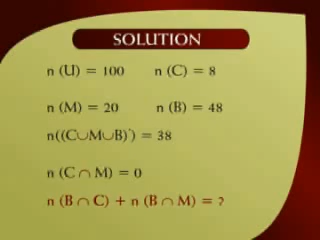 SOLUTION
n (U) = 100 n (C) = 8
n (M) = 20 n (B) = 48
n((C∪M∪B)') = 38
n (C ∩ M) = 0
n (B ∩ C) + n (B ∩ M) = ?